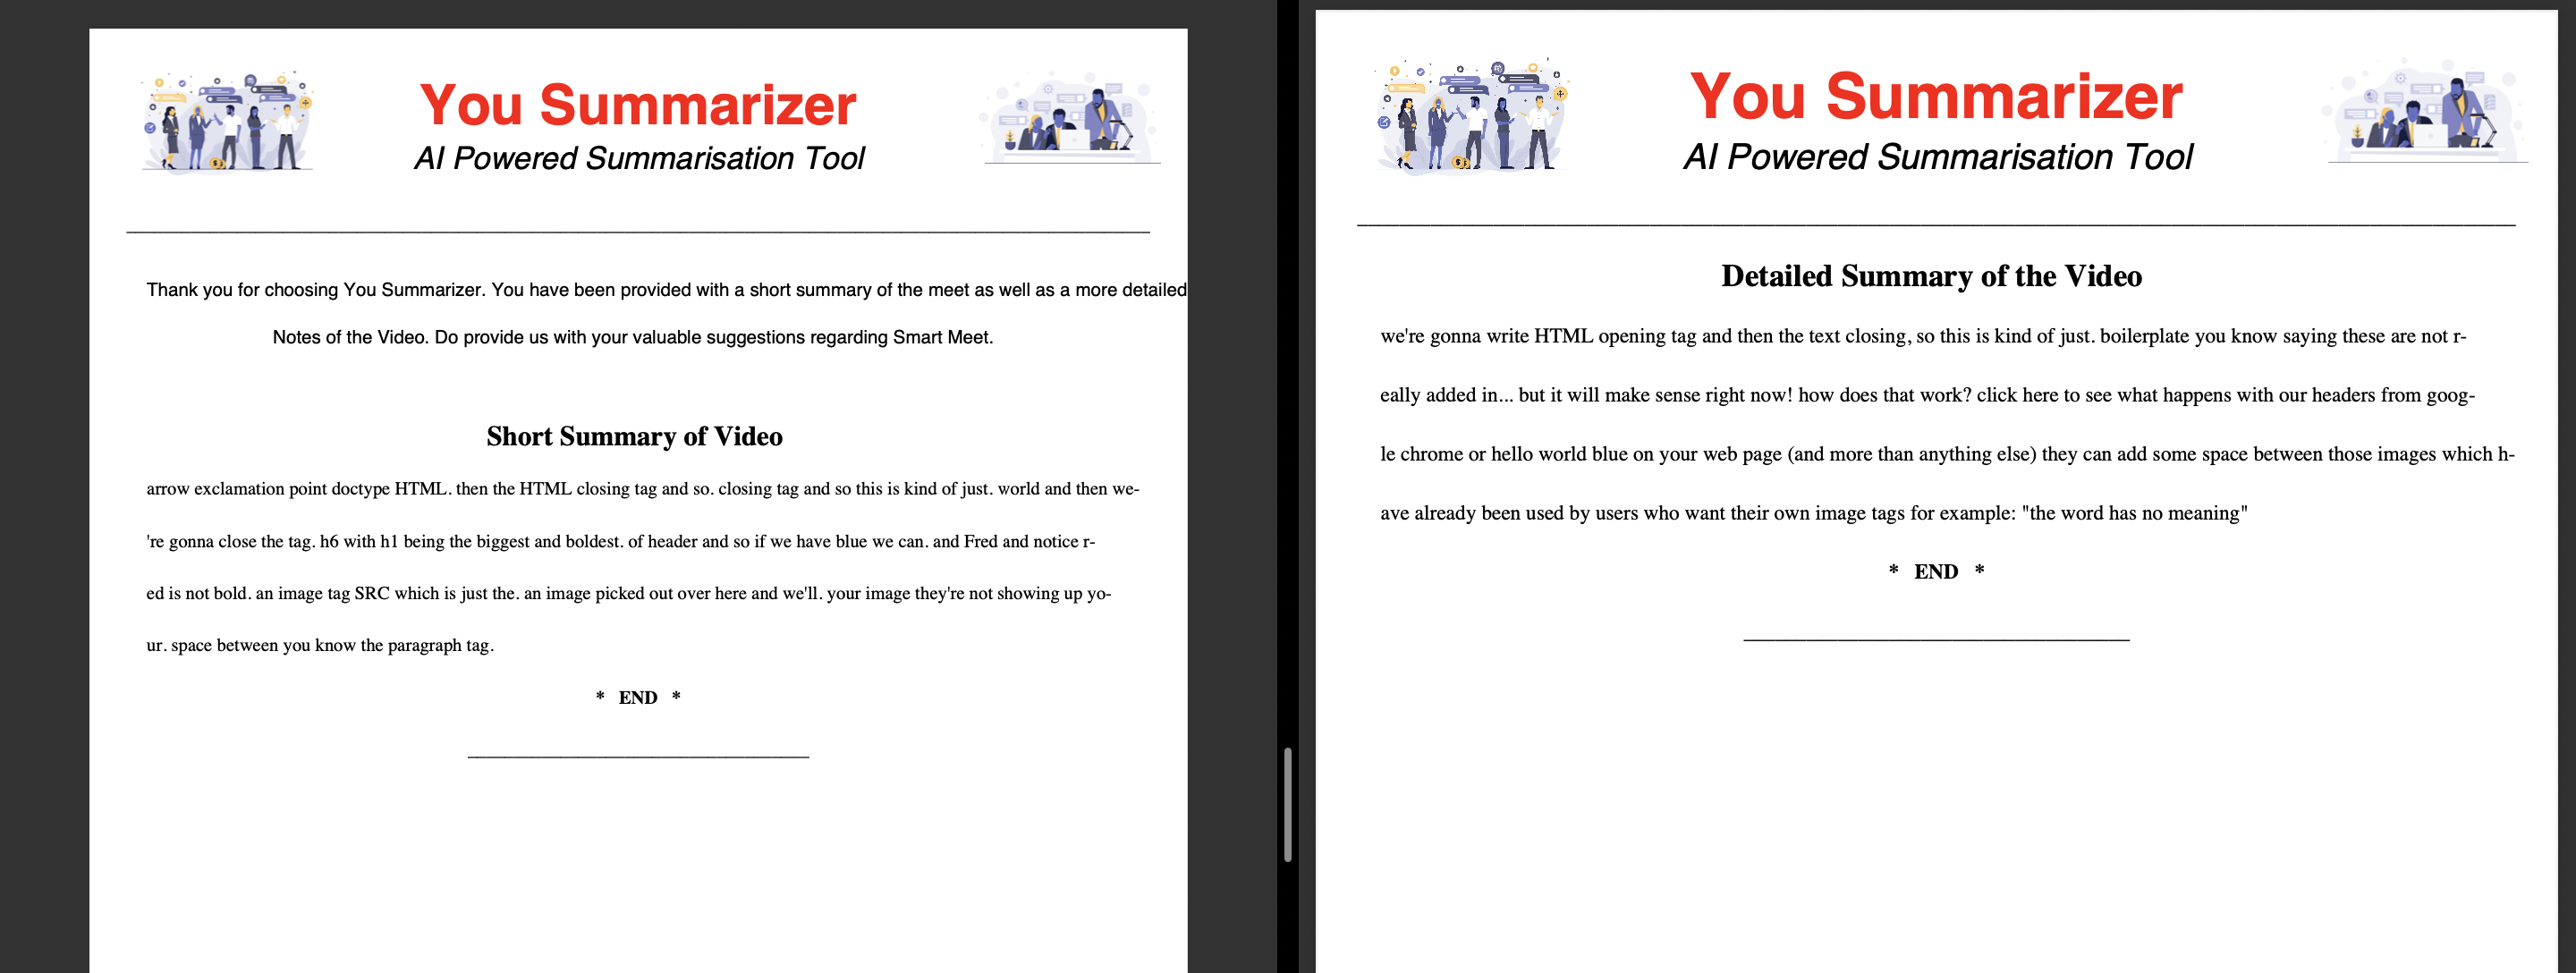 You Summarizer
AI Powered Summarisation Tool
Thank you for choosing You Summarizer. You have been provided with a short summary of the meet as well as a more detailed
Notes of the Video. Do provide us with your valuable suggestions regarding Smart Meet.
Short Summary of Video
arrow exclamation point doctype HTML. then the HTML closing tag and so. closing tag and so this is kind of just. world and then we-
're gonna close the tag. h6 with h1 being the biggest and boldest. of header and so if we have blue we can. and Fred and notice r-
ed is not bold. an image tag SRC which is just the. an image picked out over here and we'll. your image they're not showing up yo-
ur. space between you know the paragraph tag.
* END *
You Summarizer
AI Powered Summarisation Tool
Detailed Summary of the Video
we're gonna write HTML opening tag and then the text closing, so this is kind of just. boilerplate you know saying these are not r-
eally added in... but it will make sense right now! how does that work? click here to see what happens with our headers from goog-
le chrome or hello world blue on your web page (and more than anything else) they can add some space between those images which h-
ave already been used by users who want their own image tags for example: "the word has no meaning"
* END *